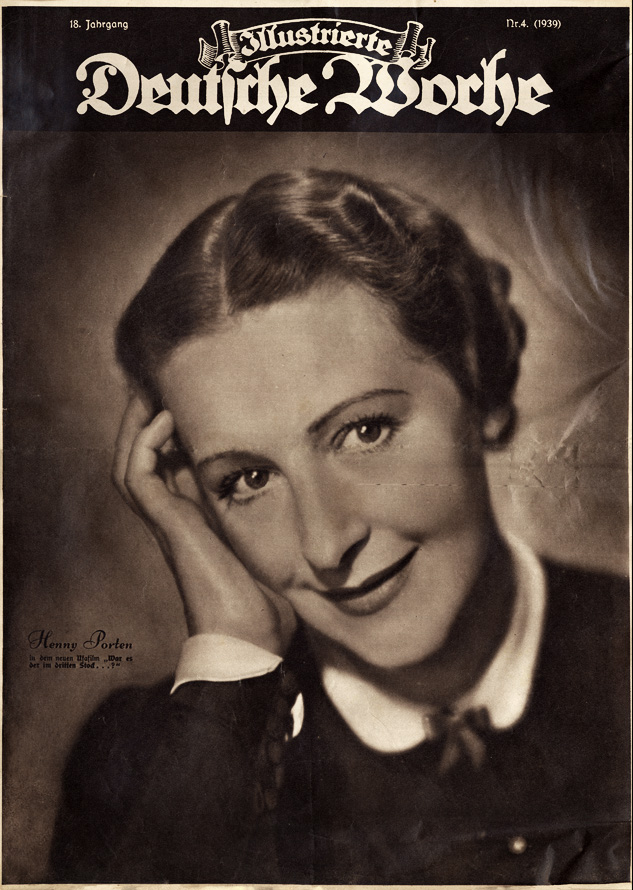 18. Jahrgang
Illustrierte
Nr.4. (1939)
Deutsche Woche
Henny Porten
in dem neuen Ufafilm „War es
der im dritten Stock...?“